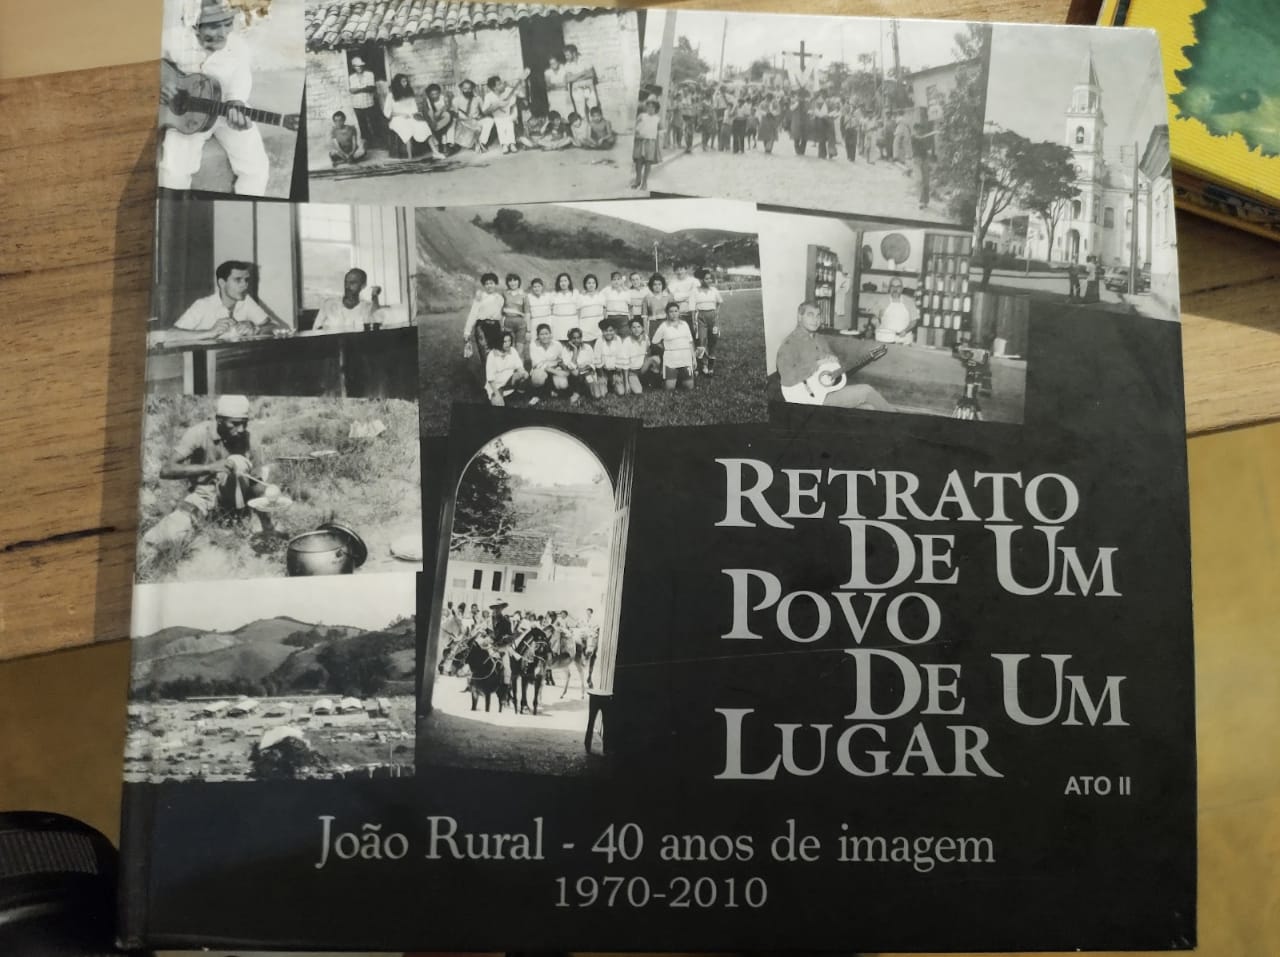 RETRATO
DE UM
POVO
DE UM
LUGAR
ATO II
João Rural - 40 anos de imagem
1970-2010